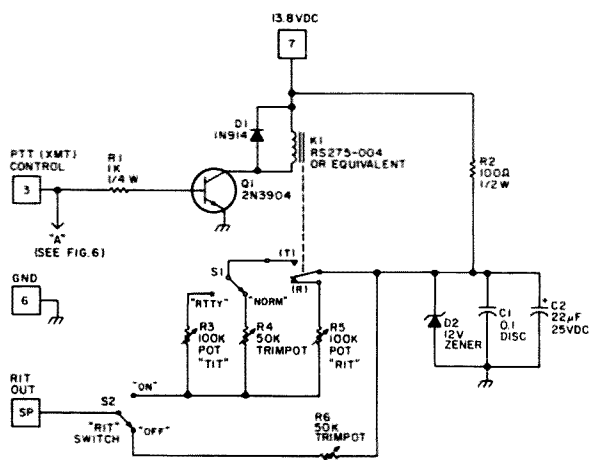 13.8VDC
7
D1
1N914
K1
RS275-004
OR EQUIVALENT
PTT (XMT)
CONTROL
3
R1
1K
1/4 W
Q1
2N3904
R2
100Ω
1/2W
"A"
(SEE FIG.6)
(T)
(R)
S1
"RTTY"
"NORM"
GND
6
R3
100K
POT
"TIT"
R4
50K
TRIMPOT
R5
100K
POT
"RIT"
D2
12V
ZENER
C1
0.1
DISC
+
C2
22µF
25VDC
RIT
OUT
SP
S2
"ON"
"RIT"
SWITCH
"OFF"
R6
50K
TRIMPOT